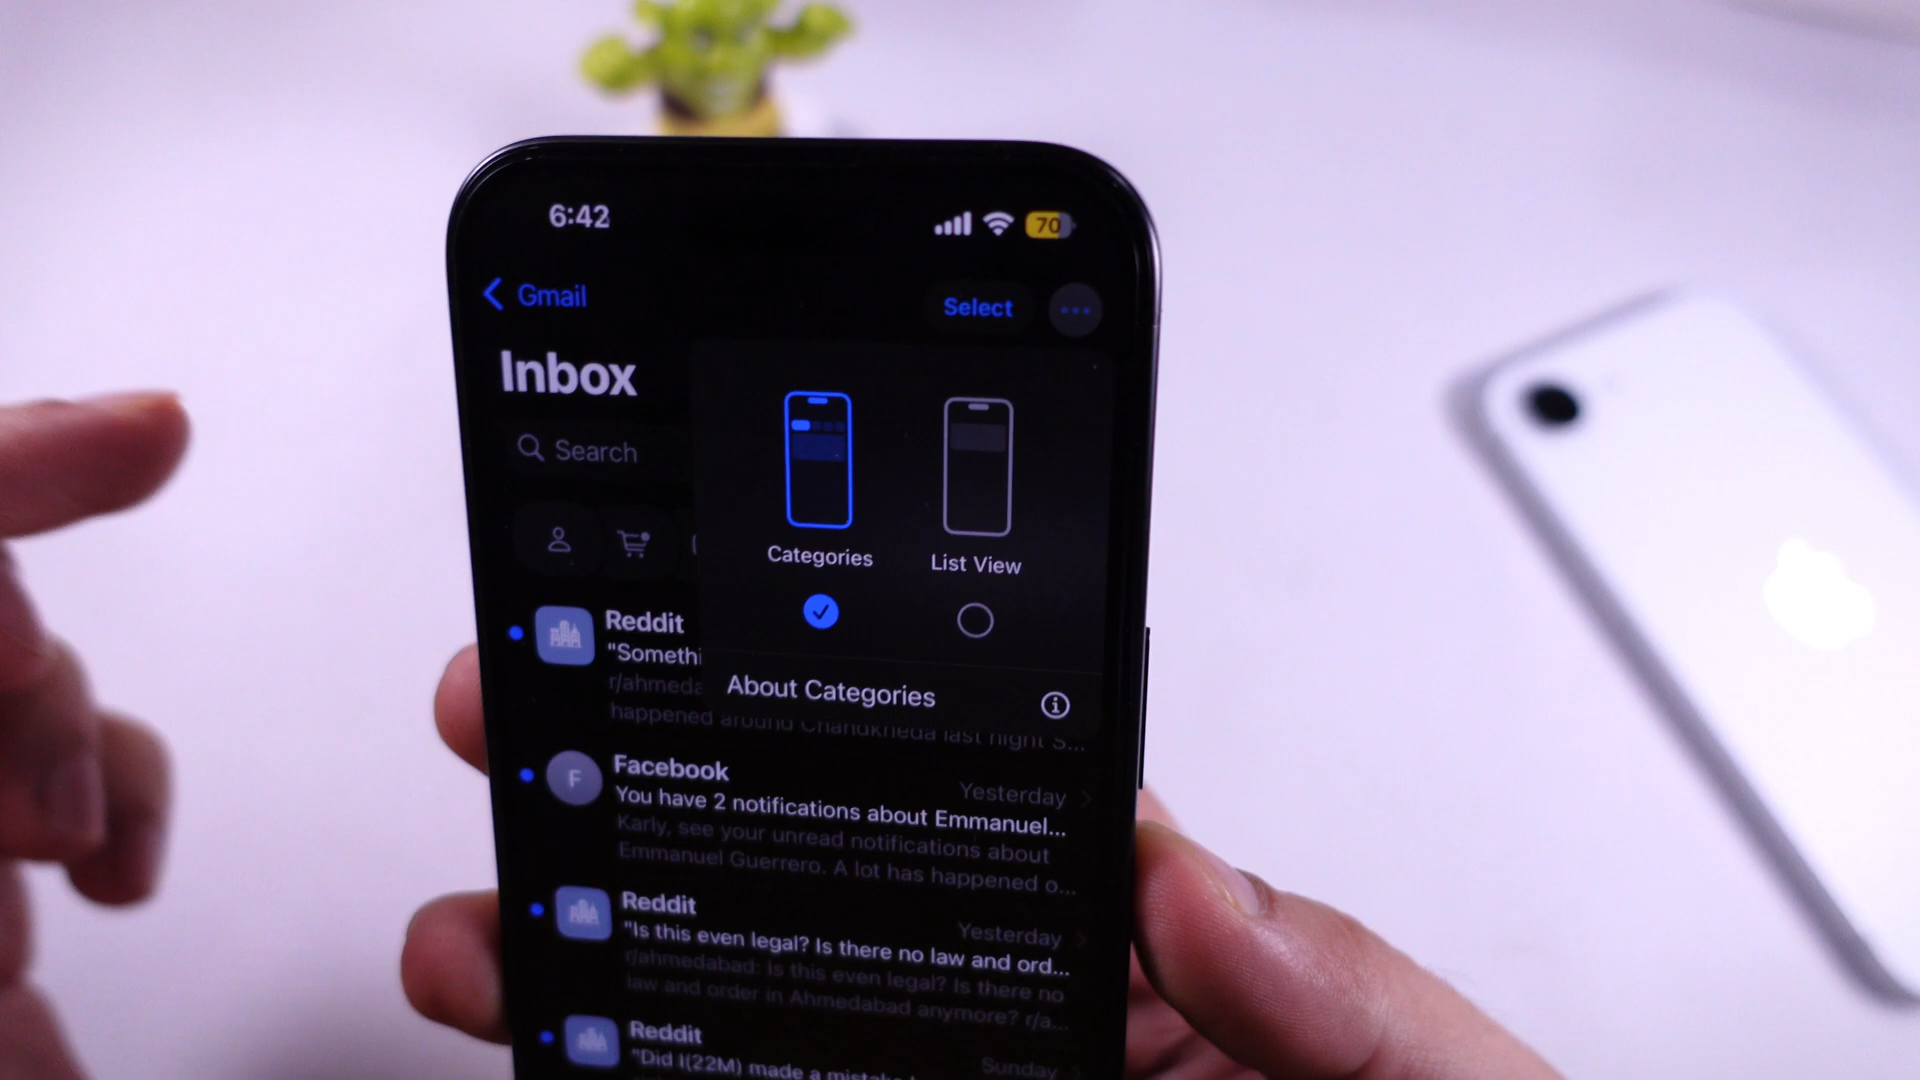 6:42
70
Gmail
Select
Inbox
Search
Categories
List View
About Categories
Reddit
"Somethi
r/ahmeda
happened around Chandkheda last night S...
F
Facebook
Yesterday
You have 2 notifications about Emmanuel...
Karly, see your unread notifications about
Emmanuel Guerrero. A lot has happened o...
Reddit
Yesterday
"Is this even legal? Is there no law and ord...
r/ahmedabad: Is this even legal? Is there no
law and order in Ahmedabad anymore? r/a...
Reddit
Sunday
"Did I(22M) made a mistake